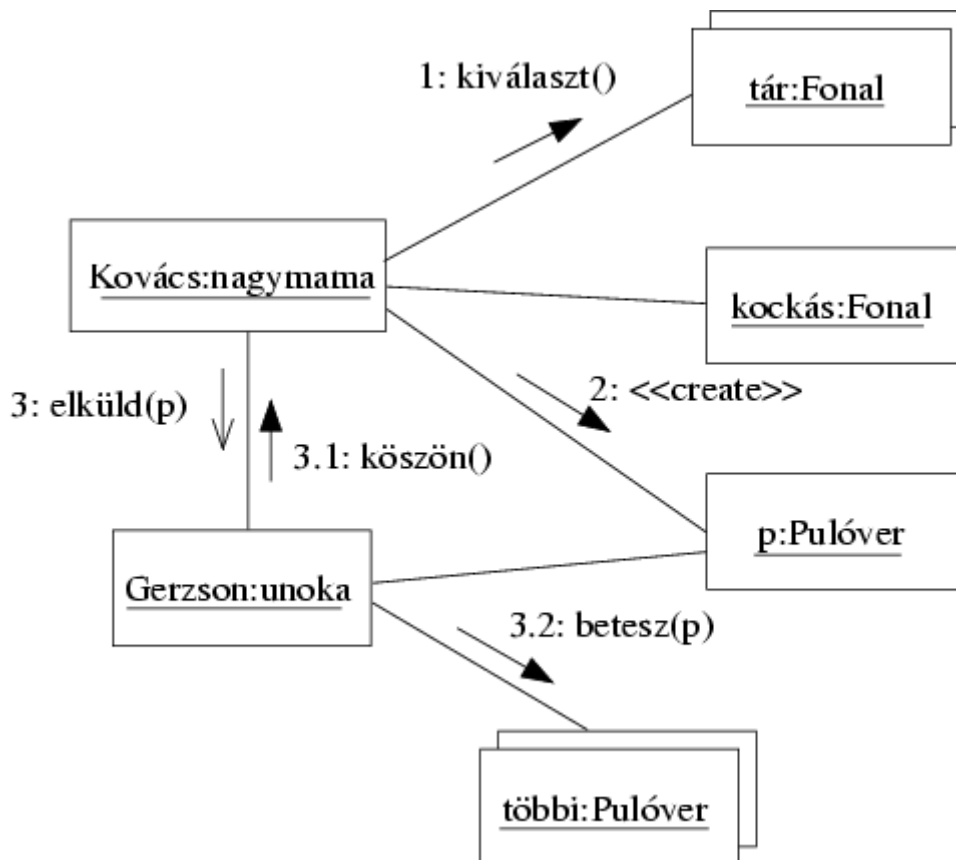 1: kiválaszt()
tár:Fonal
Kovács:nagymama
kockás:Fonal
3: elküld(p)
2: <<create>>
3.1: köszön()
p:Pulóver
Gerzson:unoka
3.2: betesz(p)
többi:Pulóver